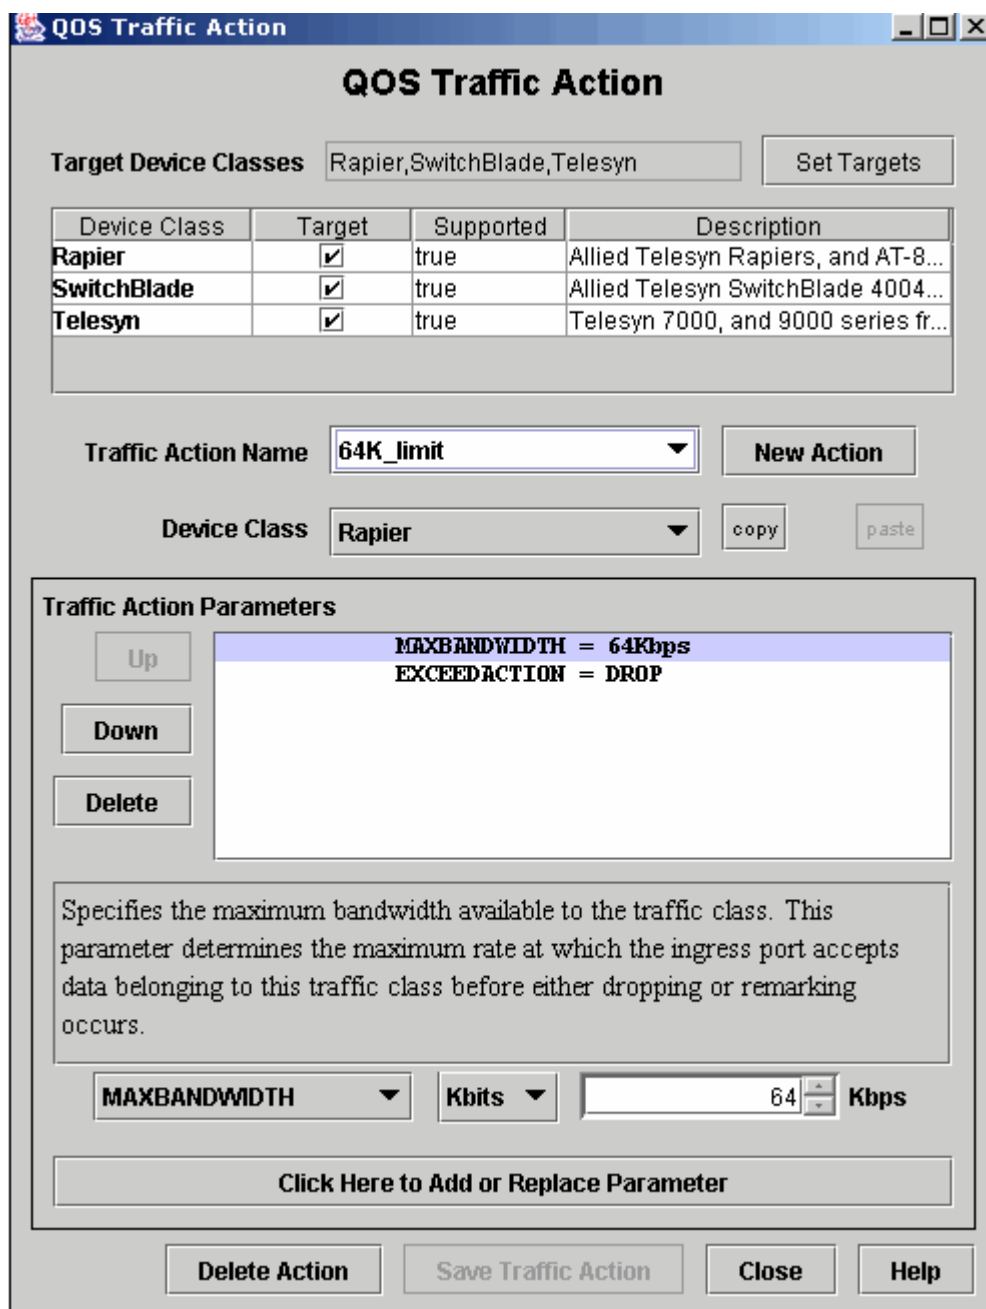 QOS Traffic Action
QOS Traffic Action
Target Device Classes Rapier,SwitchBlade,Telesyn Set Targets
Device Class Target Supported Description
Rapier true Allied Telesyn Rapiers, and AT-8...
SwitchBlade true Allied Telesyn SwitchBlade 4004...
Telesyn true Telesyn 7000, and 9000 series fr...
Traffic Action Name 64K_limit New Action
Device Class Rapier copy paste
Traffic Action Parameters
Up MAXBANDWIDTH = 64Kbps
EXCEEDACTION = DROP
Down
Delete
Specifies the maximum bandwidth available to the traffic class. This
parameter determines the maximum rate at which the ingress port accepts
data belonging to this traffic class before either dropping or remarking
occurs.
MAXBANDWIDTH Kbits 64 Kbps
Click Here to Add or Replace Parameter
Delete Action Save Traffic Action Close Help